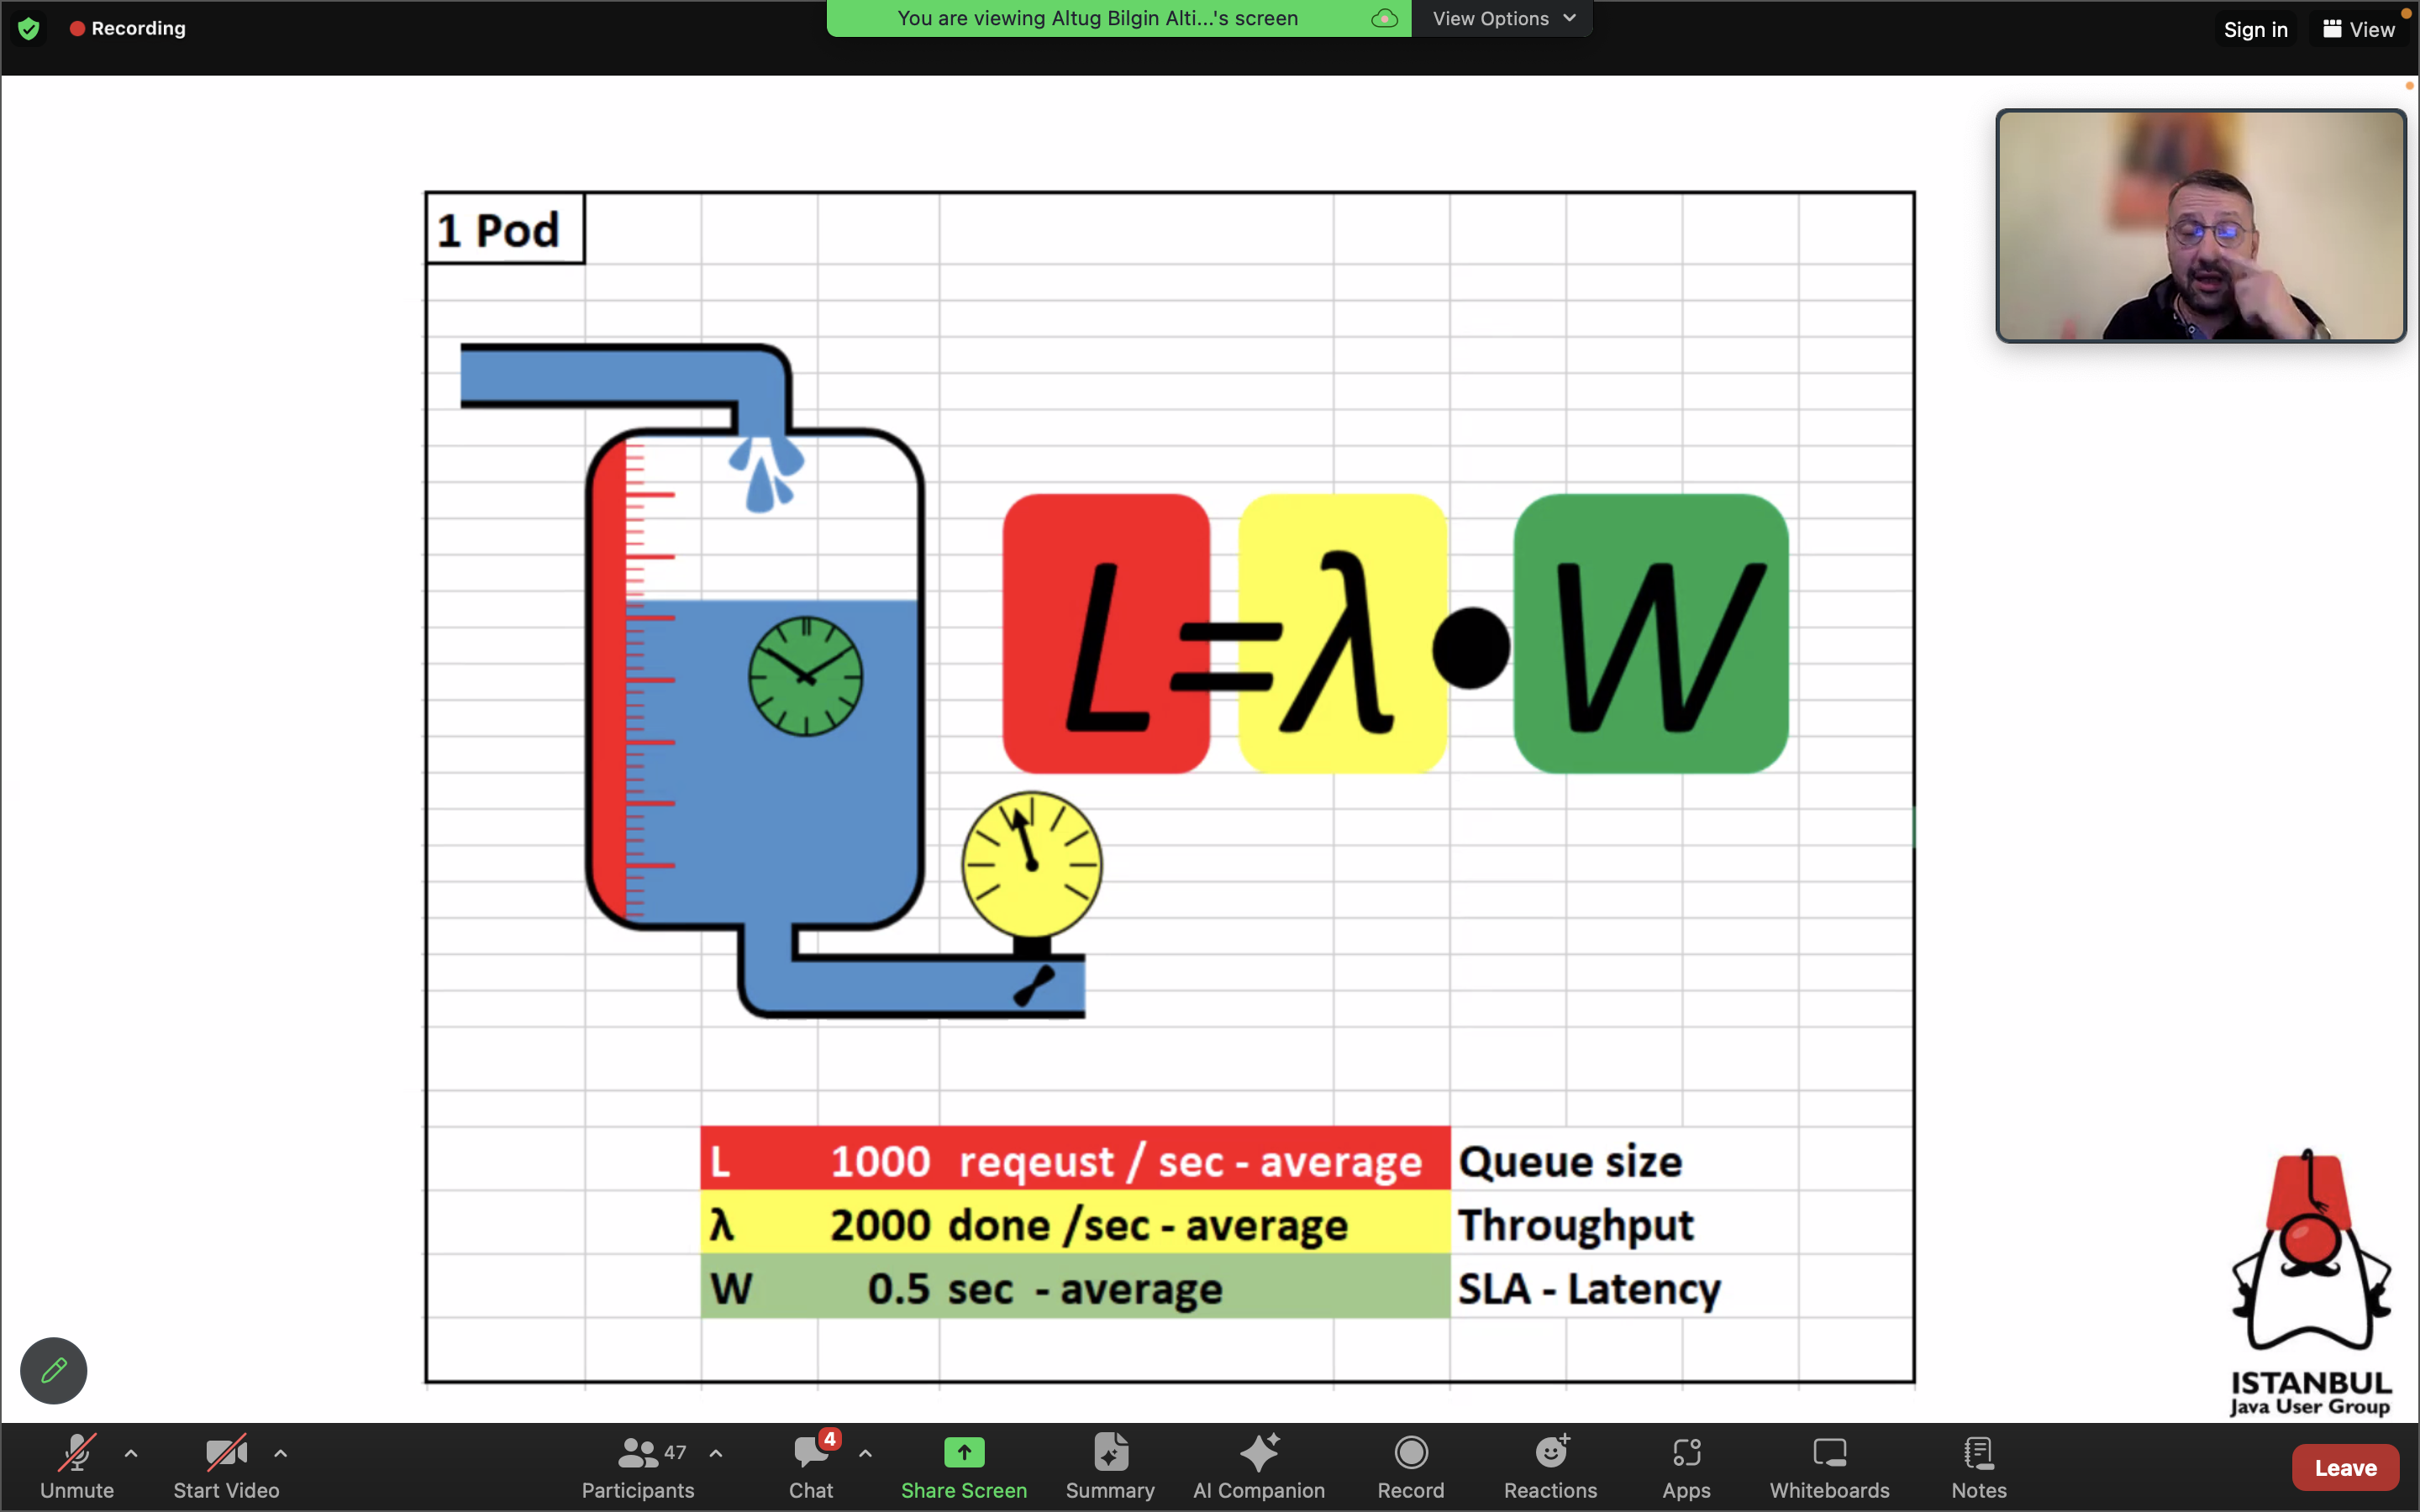 Recording
You are viewing Altug Bilgin Alti...'s screen
View Options
Sign in
View
1 Pod
L=λ•W
L 1000 reqeust / sec - average Queue size
λ 2000 done /sec - average Throughput
W 0.5 sec - average SLA - Latency
ISTANBUL
Java User Group
Unmute
Start Video
47
Participants
4
Chat
Share Screen
Summary
AI Companion
Record
Reactions
Apps
Whiteboards
Notes
Leave